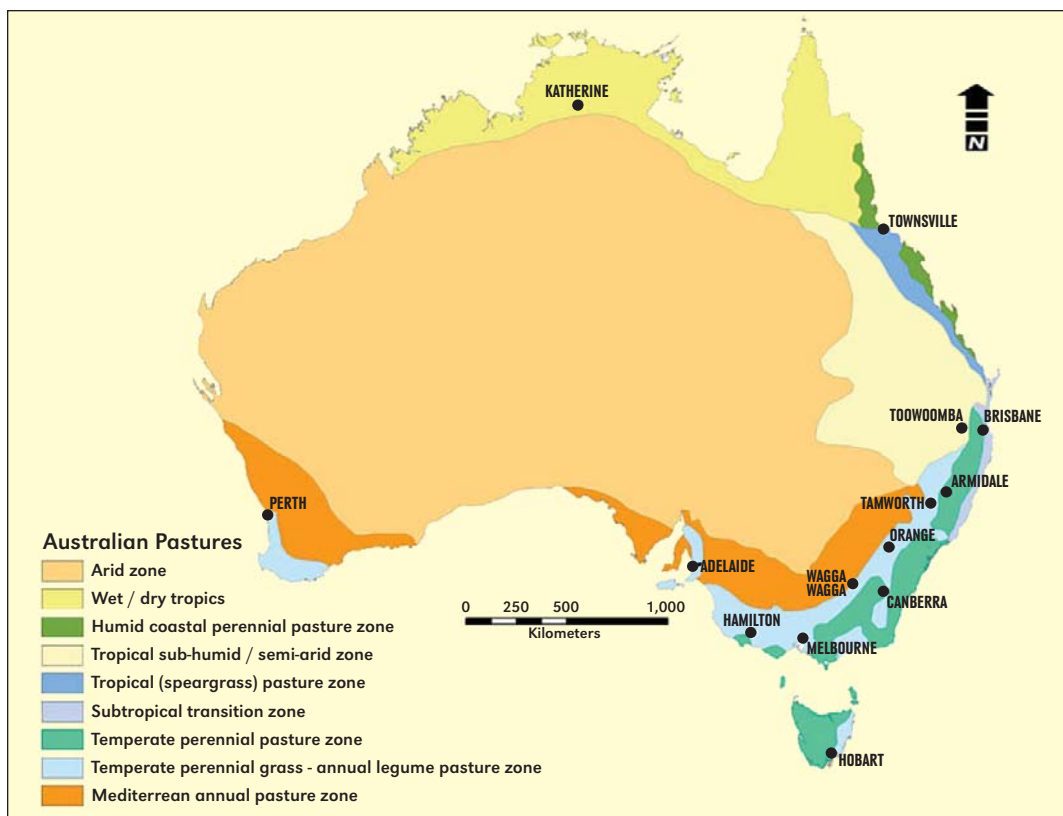 KATHERINE
N
TOWNSVILLE
TOOWOOMBA
BRISBANE
ARMIDALE
TAMWORTH
PERTH
ORANGE
ADELAIDE
WAGGA
WAGGA
CANBERRA
HAMILTON
MELBOURNE
HOBART
0 250 500 1,000
Kilometers
Australian Pastures
Arid zone
Wet / dry tropics
Humid coastal perennial pasture zone
Tropical sub-humid / semi-arid zone
Tropical (speargrass) pasture zone
Subtropical transition zone
Temperate perennial pasture zone
Temperate perennial grass - annual legume pasture zone
Mediterrean annual pasture zone